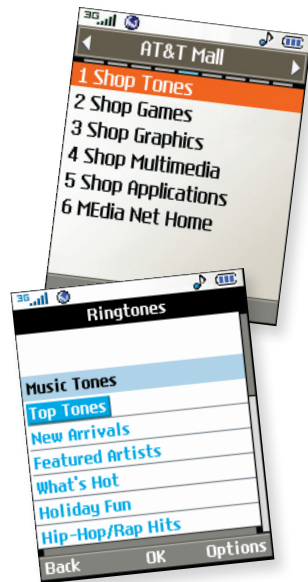 3G
AT&T Mall
1 Shop Tones
2 Shop Games
3 Shop Graphics
4 Shop Multimedia
5 Shop Applications
6 MEdia Net Home
3G
Ringtones
Music Tones
Top Tones
New Arrivals
Featured Artists
What's Hot
Holiday Fun
Hip-Hop/Rap Hits
Back OK Options